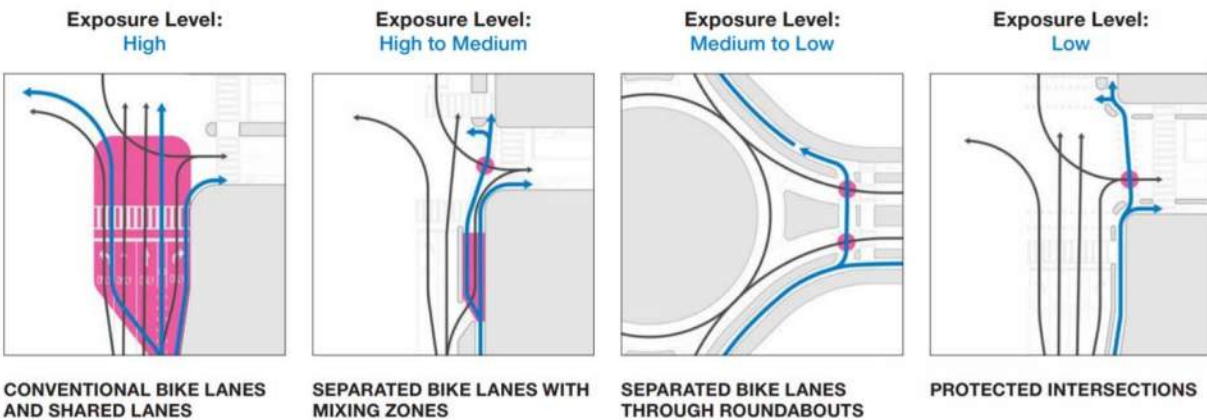 Exposure Level:
High
Exposure Level:
High to Medium
Exposure Level:
Medium to Low
Exposure Level:
Low
CONVENTIONAL BIKE LANES
AND SHARED LANES
SEPARATED BIKE LANES WITH
MIXING ZONES
SEPARATED BIKE LANES
THROUGH ROUNDABOUTS
PROTECTED INTERSECTIONS